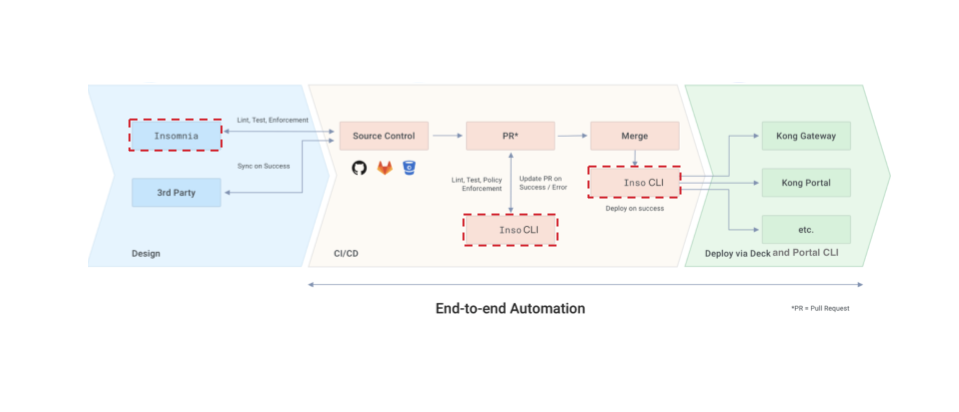 Insomnia
Lint, Test, Enforcement
Sync on Success
3rd Party
Design
Source Control
PR*
Merge
Lint, Test, Policy
Enforcement
Update PR on
Success / Error
Inso CLI
Inso CLI
Deploy on success
CI/CD
Kong Gateway
Kong Portal
etc.
Deploy via Deck and Portal CLI
End-to-end Automation
*PR = Pull Request